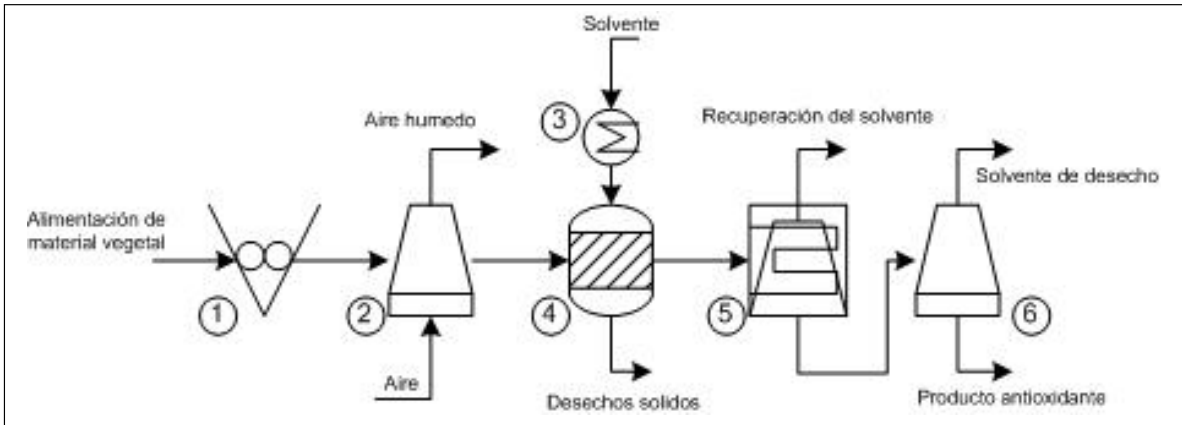 Solvente
Aire humedo
3
Recuperación del solvente
Solvente de desecho
Alimentación de
material vegetal
1
2
4
5
6
Aire
Desechos solidos
Producto antioxidante